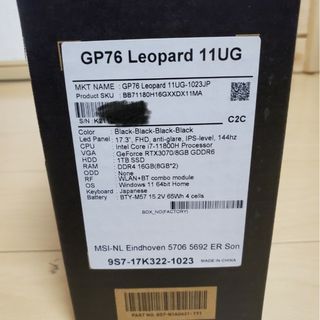 GP76 Leopard 11UG
MKT NAME : GP76 Leopard 11UG-1023JP
Product SKU : BB71180H16GXXDX11MA
S/N
C2C
Color : Black-Black-Black-Black
Led Panel : 17.3", FHD, anti-glare, IPS-level, 144hz
CPU : Intel Core i7-11800H Processor
VGA : GeForce RTX3070/8GB GDDR6
HDD : 1TB SSD
RAM : DDR4 16GB(8GB*2)
ODD : None
RF : WLAN+BT combo module
OS : Windows 11 64bit Home
Keyboard : Japanese
Battery : BTY-M57 15.2V 65Wh 4 cells
BOX_NO(FACTORY)
MSI-NL Eindhoven 5706 5692 ER Son
9S7-17K322-1023
MADE IN CHINA